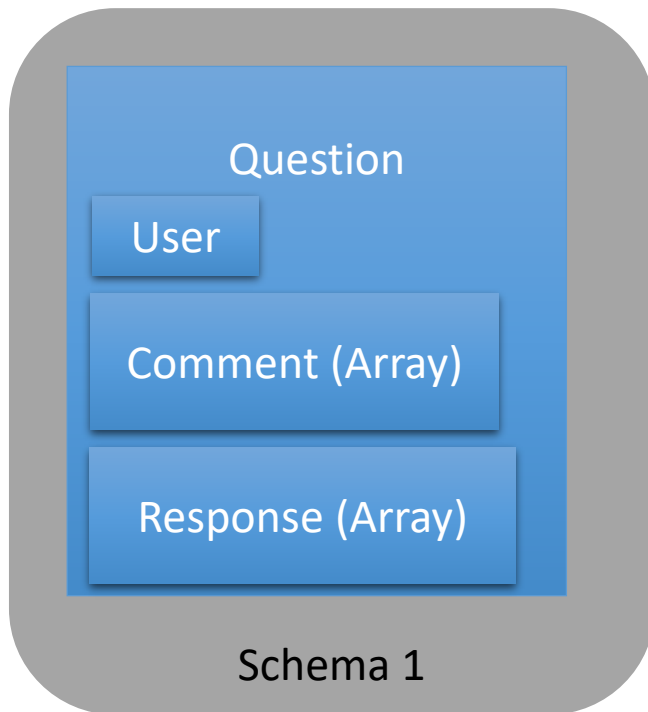 Question
User
Comment (Array)
Response (Array)
Schema 1